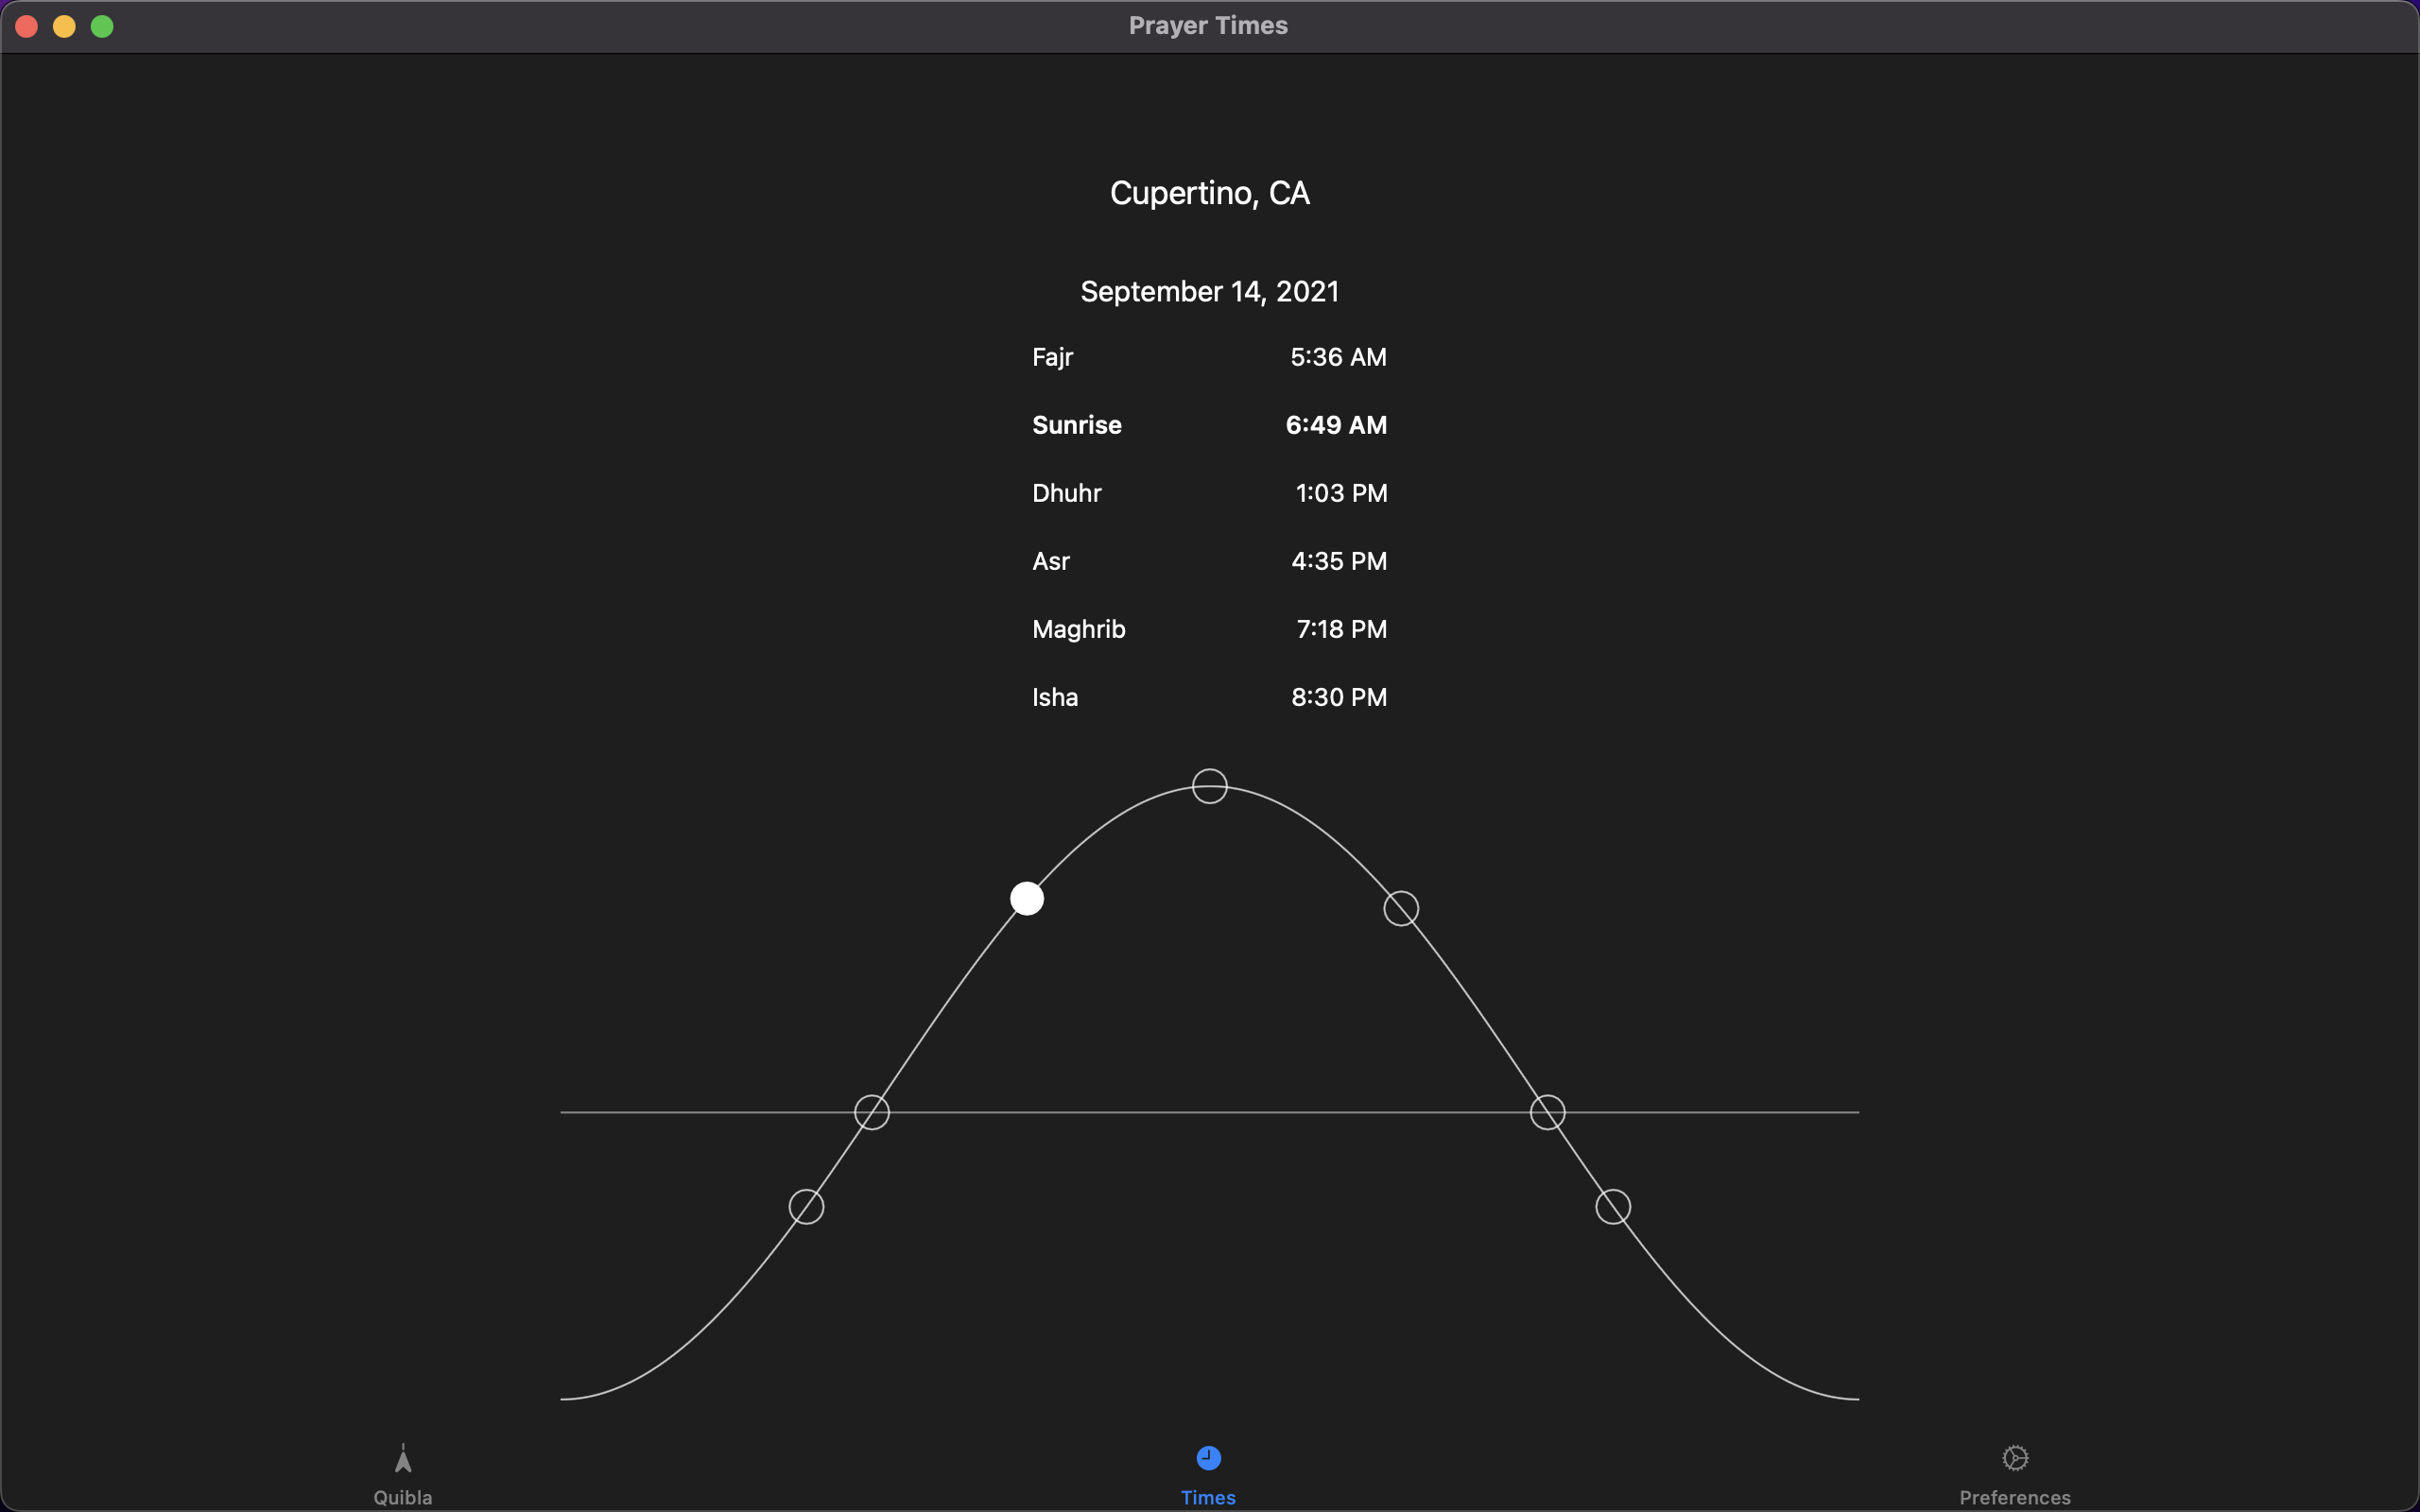 Prayer Times
Cupertino, CA
September 14, 2021
Fajr 5:36 AM
Sunrise 6:49 AM
Dhuhr 1:03 PM
Asr 4:35 PM
Maghrib 7:18 PM
Isha 8:30 PM
Quibla Times Preferences